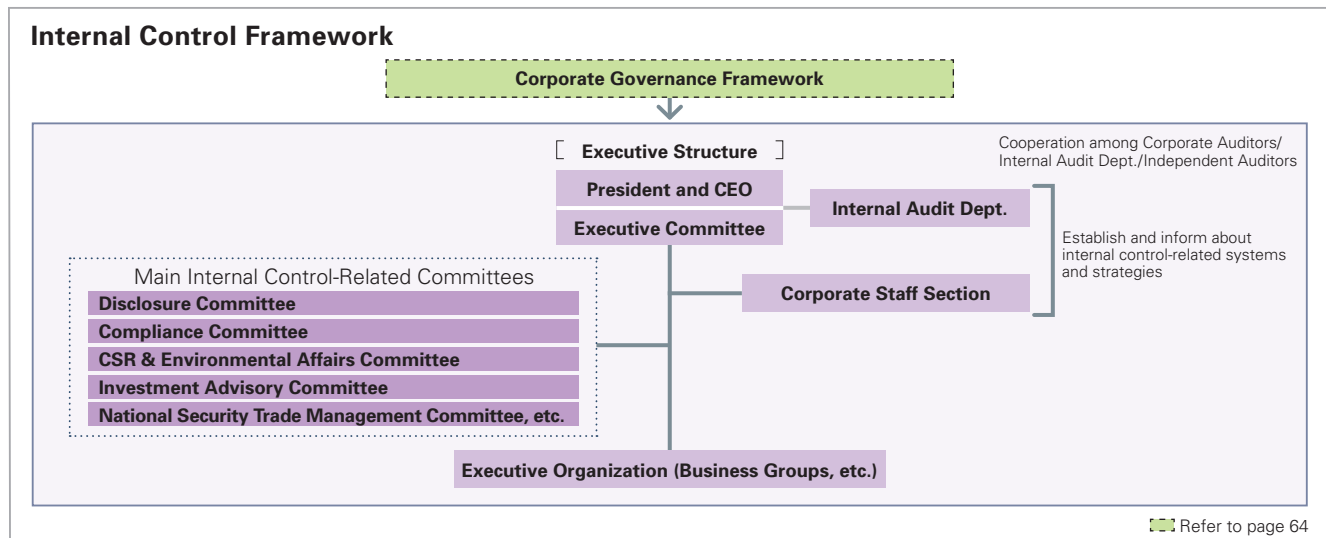 Internal Control Framework
Corporate Governance Framework
[ Executive Structure ]
President and CEO
Executive Committee
Internal Audit Dept.
Cooperation among Corporate Auditors/
Internal Audit Dept./Independent Auditors
Establish and inform about
internal control-related systems
and strategies
Corporate Staff Section
Main Internal Control-Related Committees
Disclosure Committee
Compliance Committee
CSR & Environmental Affairs Committee
Investment Advisory Committee
National Security Trade Management Committee, etc.
Executive Organization (Business Groups, etc.)
Refer to page 64